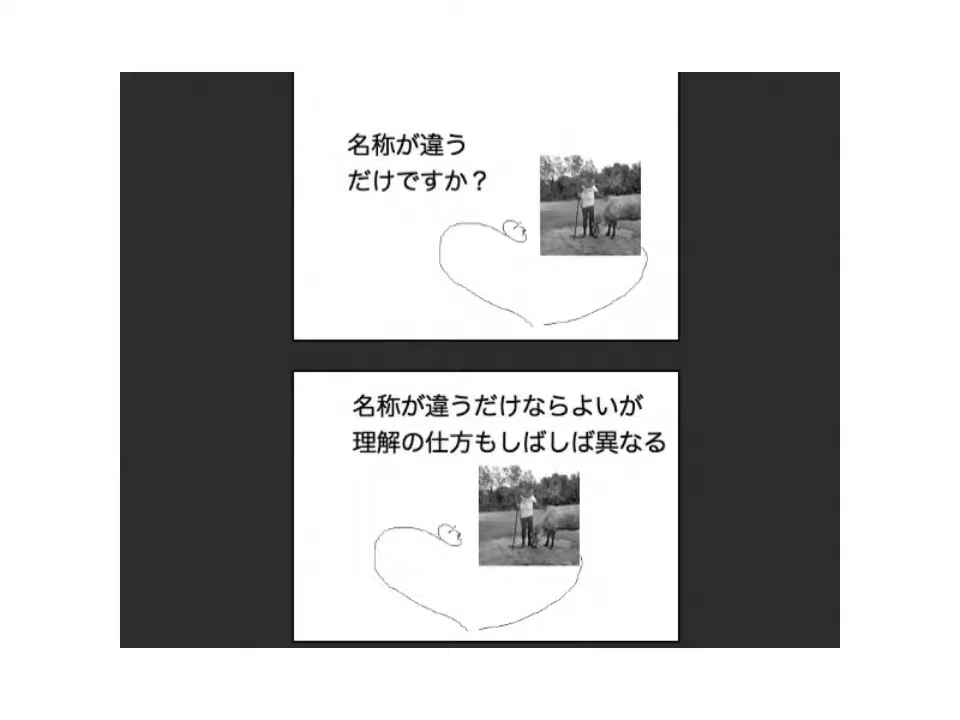 名称が違う
だけですか？
名称が違うだけならよいが
理解の仕方もしばしば異なる